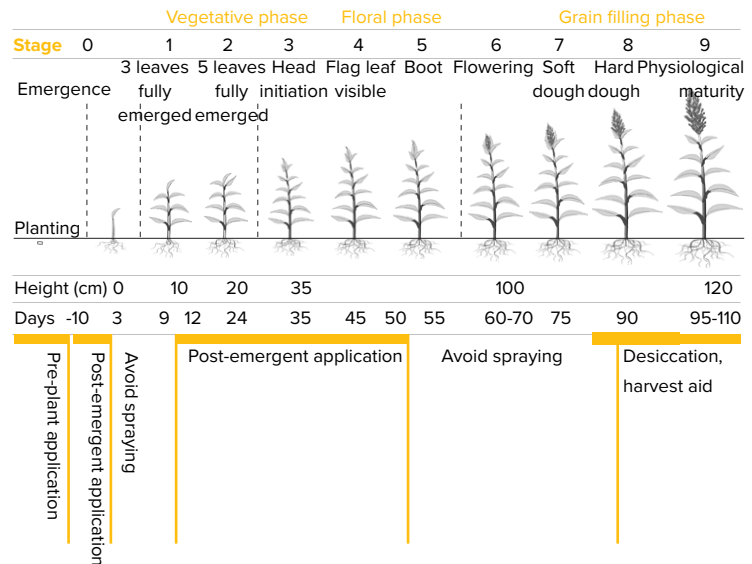 Vegetative phase Floral phase Grain filling phase
Stage 0 1 2 3 4 5 6 7 8 9
Emergence
3 leaves fully emerged
5 leaves fully emerged
Head initiation
Flag leaf visible
Boot
Flowering
Soft dough
Hard dough
Physiological maturity
Planting
Height (cm) 0 10 20 35 100 120
Days -10 3 9 12 24 35 45 50 55 60-70 75 90 95-110
Pre-plant application
Post-emergent application
Avoid spraying
Post-emergent application
Avoid spraying
Desiccation,
harvest aid